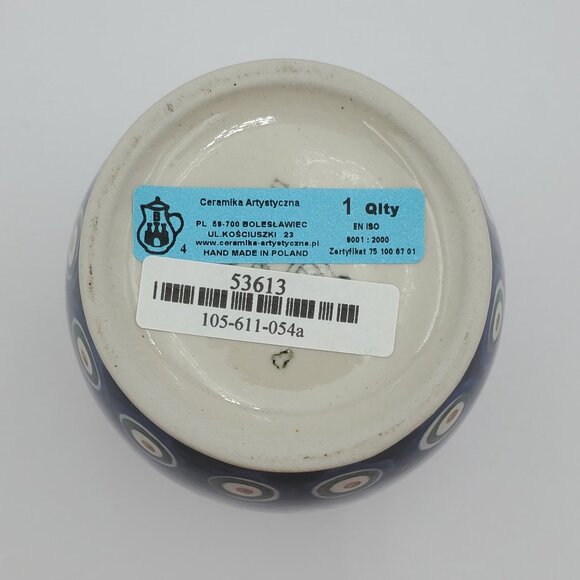 Ceramika Artystyczna
PL 59-700 BOLESŁAWIEC
UL.KOŚCIUSZKI 23
www.ceramika-artystyczna.pl
HAND MADE IN POLAND
B
4
1 Qlty
EN ISO
9001 : 2000
Zertyfikat 75 100 67 01
53613
105-611-054a